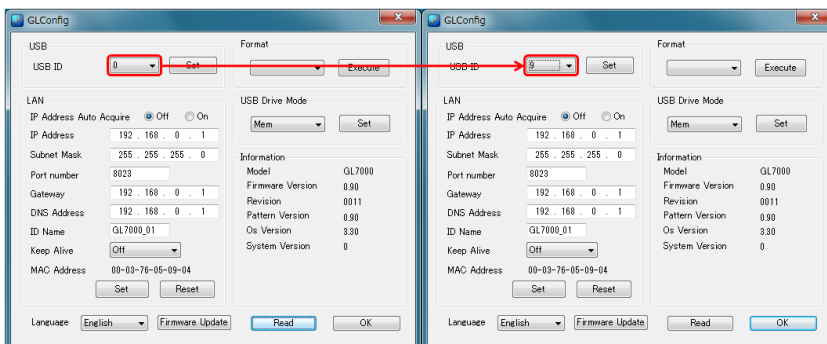 GLConfig
USB
USB ID 0 Set
Format
Execute
LAN
IP Address Auto Acquire Off On
IP Address 192 . 168 . 0 . 1
Subnet Mask 255 . 255 . 255 . 0
Port number 8023
Gateway 192 . 168 . 0 . 1
DNS Address 192 . 168 . 0 . 1
ID Name GL7000_01
Keep Alive Off
MAC Address 00-03-76-05-09-04
Set Reset
USB Drive Mode
Mem Set
Information
Model GL7000
Firmware Version 0.90
Revision 0011
Pattern Version 0.90
Os Version 3.30
System Version 0
Language English Firmware Update Read OK
GLConfig
USB
USB ID 9 Set
Format
Execute
LAN
IP Address Auto Acquire Off On
IP Address 192 . 168 . 0 . 1
Subnet Mask 255 . 255 . 255 . 0
Port number 8023
Gateway 192 . 168 . 0 . 1
DNS Address 192 . 168 . 0 . 1
ID Name GL7000_01
Keep Alive Off
MAC Address 00-03-76-05-09-04
Set Reset
USB Drive Mode
Mem Set
Information
Model GL7000
Firmware Version 0.90
Revision 0011
Pattern Version 0.90
Os Version 3.30
System Version 0
Language English Firmware Update Read OK